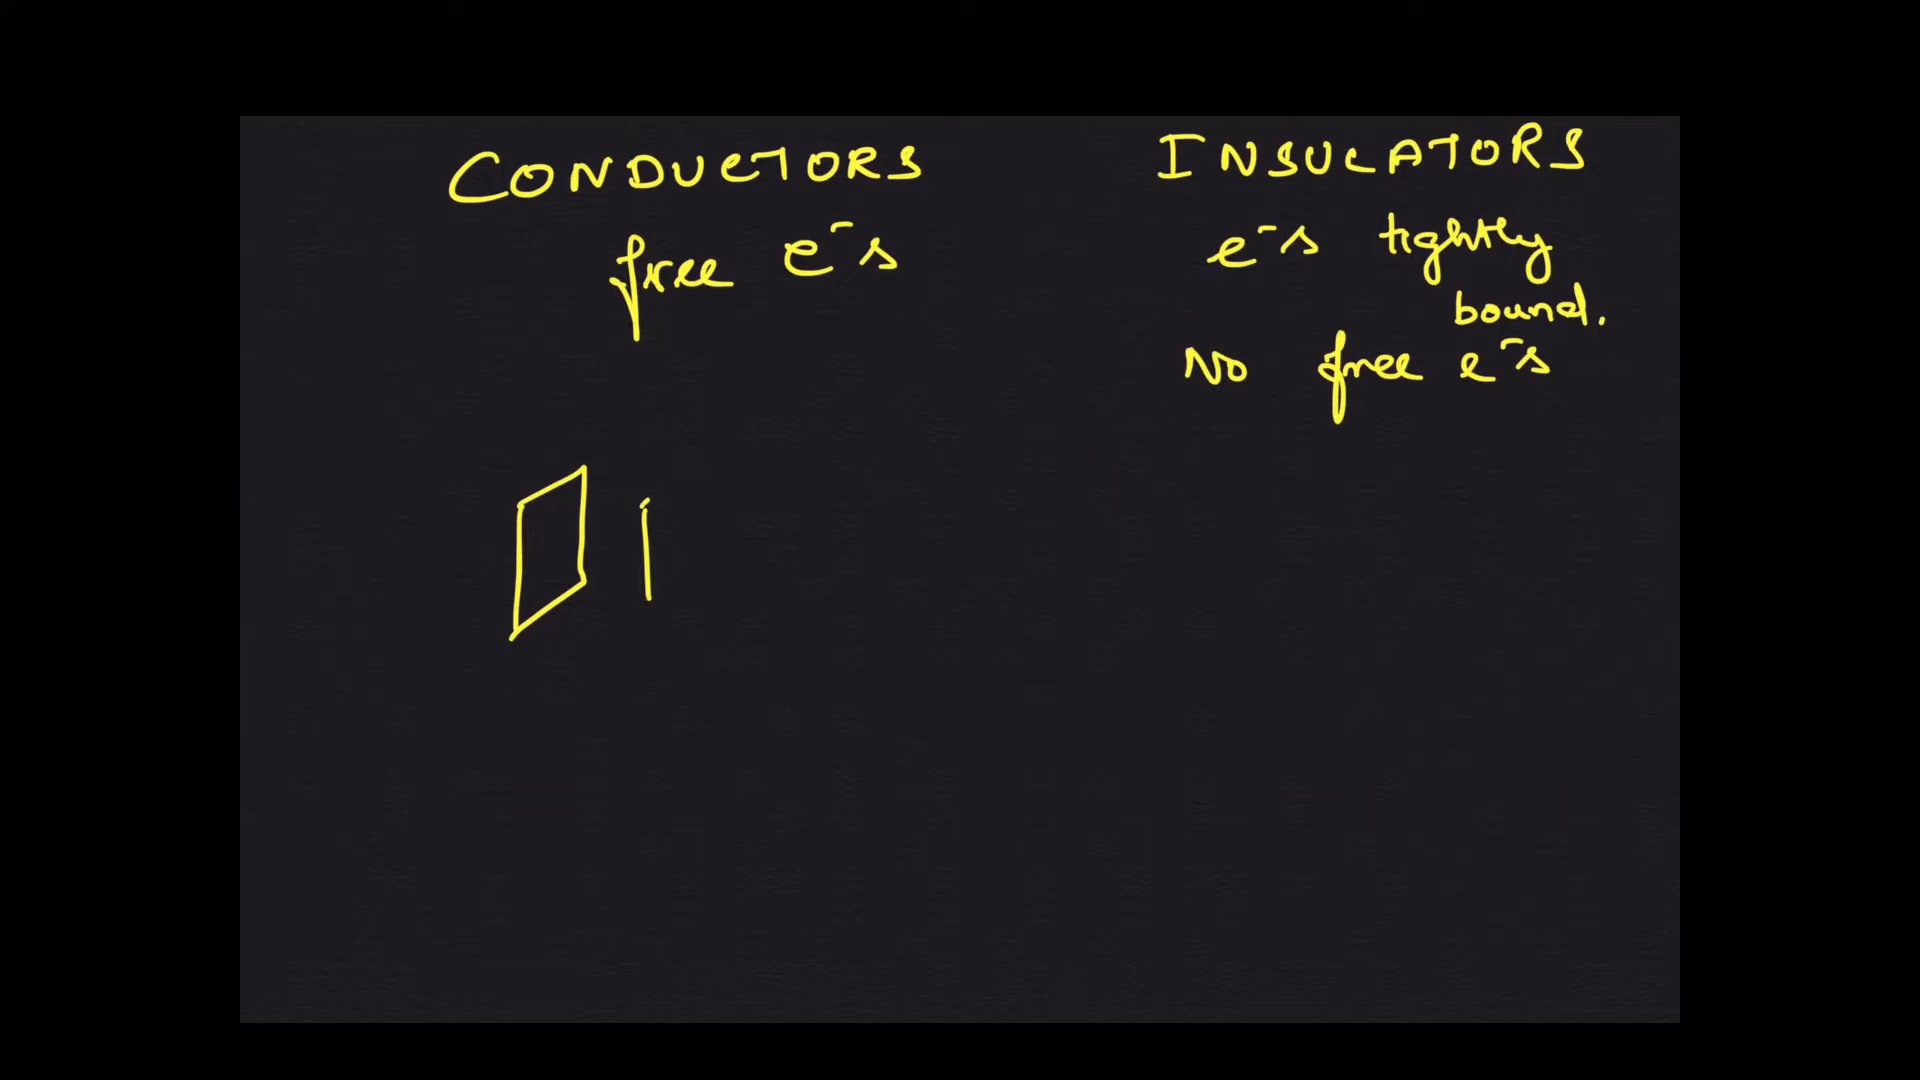 CONDUCTORS
free e⁻s
INSULATORS
e⁻s tightly
bound.
No free e⁻s